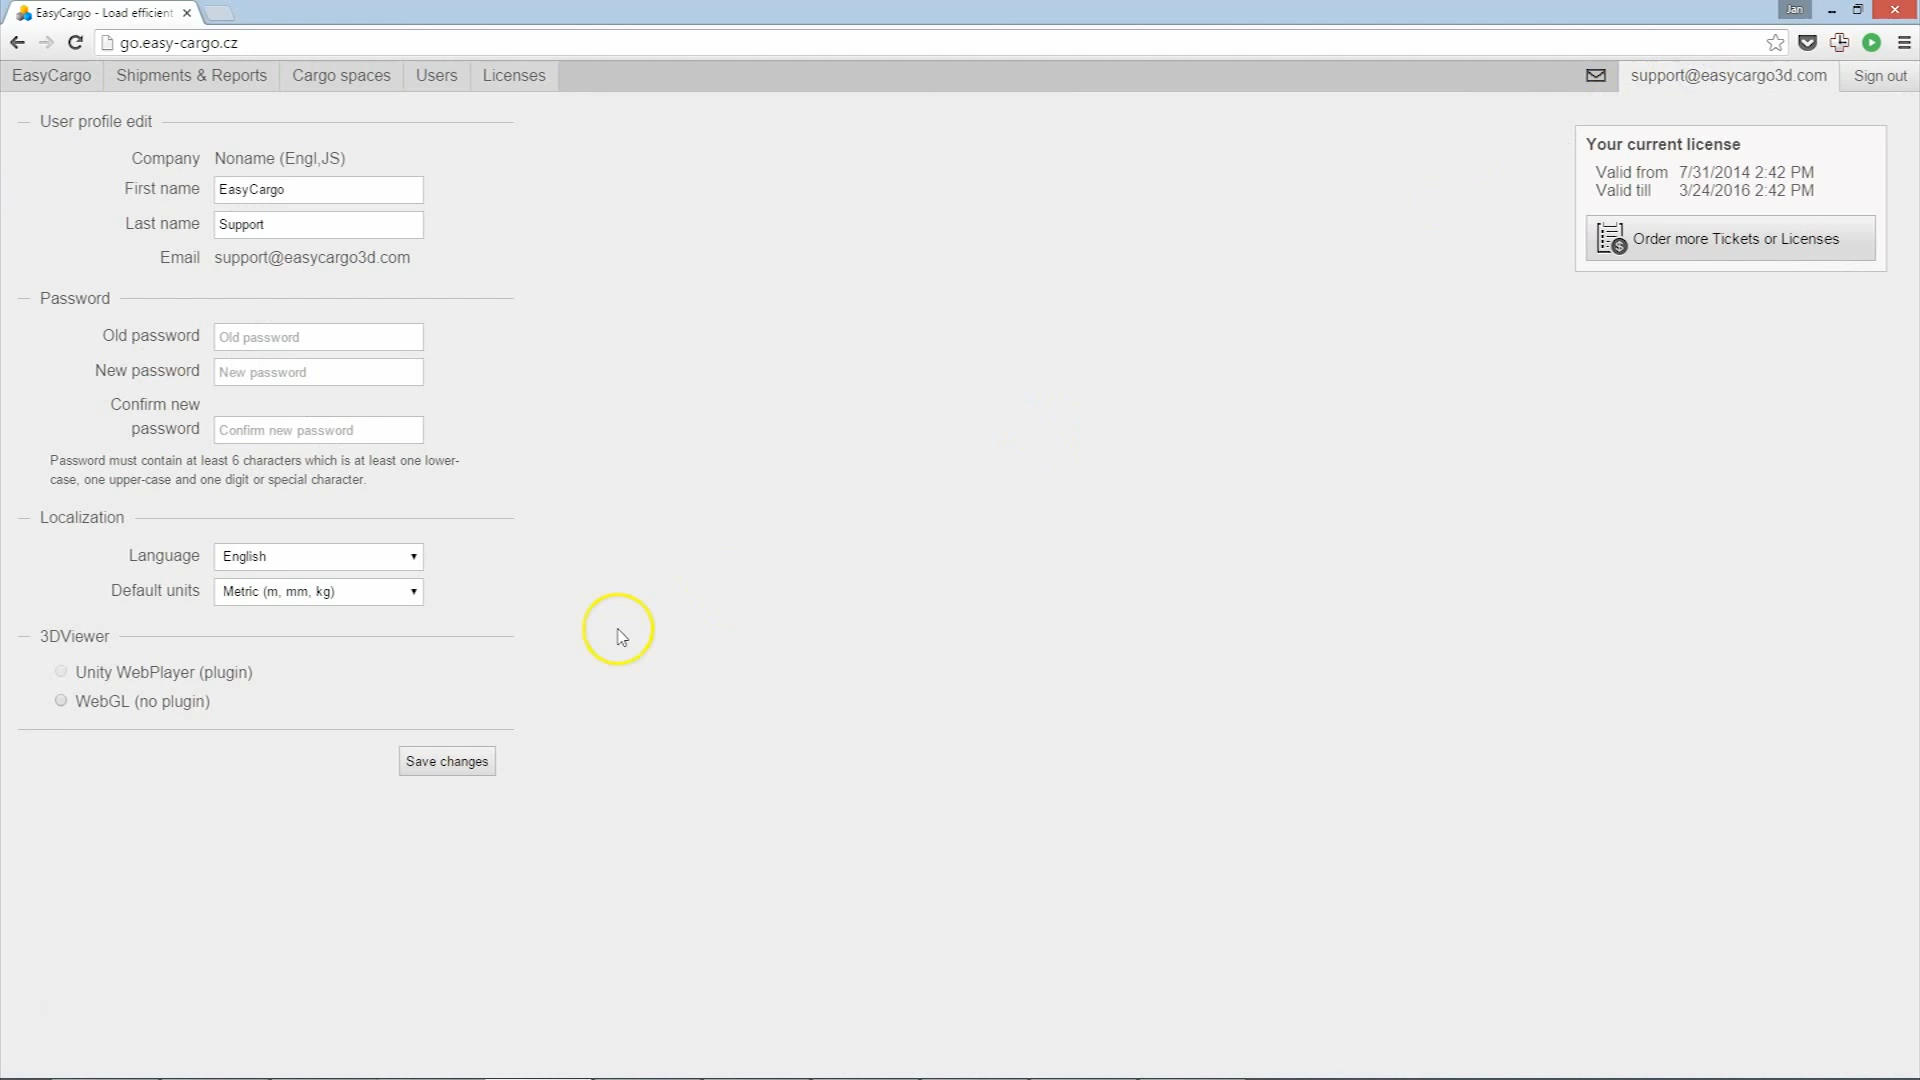 EasyCargo - Load efficient
Jan
go.easy-cargo.cz
EasyCargo Shipments & Reports Cargo spaces Users Licenses support@easycargo3d.com Sign out
User profile edit
Company Noname (Engl,JS)
First name EasyCargo
Last name Support
Email support@easycargo3d.com
Password
Old password Old password
New password New password
Confirm new
password Confirm new password
Password must contain at least 6 characters which is at least one lower-
case, one upper-case and one digit or special character.
Localization
Language English
Default units Metric (m, mm, kg)
3DViewer
Unity WebPlayer (plugin)
WebGL (no plugin)
Save changes
Your current license
Valid from 7/31/2014 2:42 PM
Valid till 3/24/2016 2:42 PM
Order more Tickets or Licenses